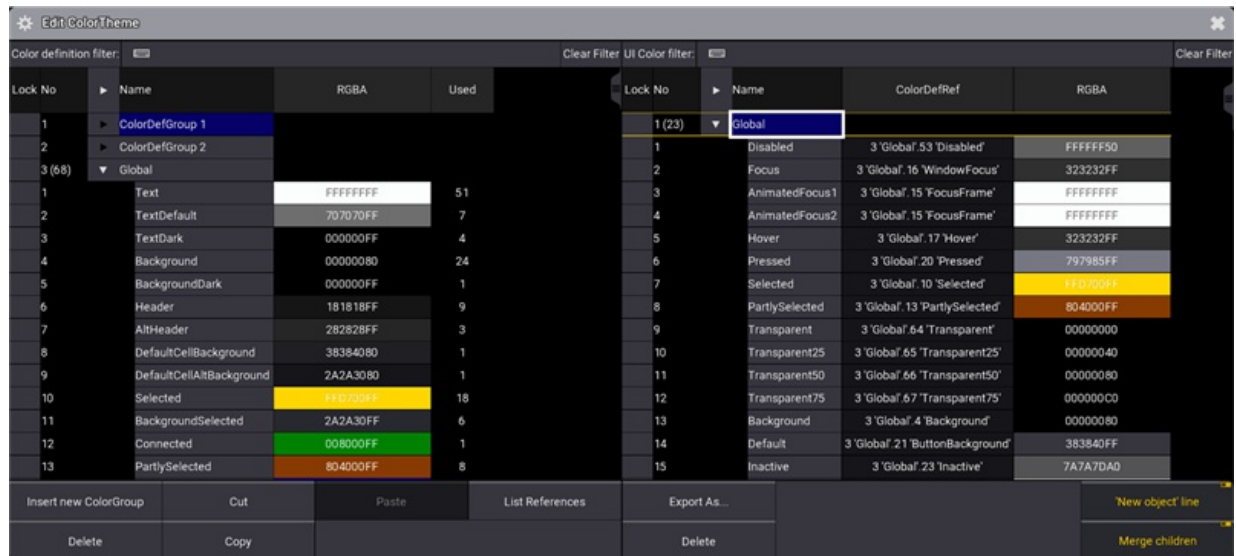 Edit ColorTheme
Color definition filter: Clear Filter UI Color filter: Clear Filter
Lock No Name RGBA Used Lock No Name ColorDefRef RGBA
1 ColorDefGroup 1 1 (23) Global
2 ColorDefGroup 2 1 Disabled 3 'Global'.53 'Disabled' FFFFFF50
3 (68) Global 2 Focus 3 'Global'.16 'WindowFocus' 323232FF
1 Text FFFFFFFF 51 3 AnimatedFocus1 3 'Global'.15 'FocusFrame' FFFFFFFF
2 TextDefault 707070FF 7 4 AnimatedFocus2 3 'Global'.15 'FocusFrame' FFFFFFFF
3 TextDark 000000FF 4 5 Hover 3 'Global'.17 'Hover' 323232FF
4 Background 00000080 24 6 Pressed 3 'Global'.20 'Pressed' 797985FF
5 BackgroundDark 000000FF 1 7 Selected 3 'Global'.10 'Selected' FFD700FF
6 Header 181818FF 9 8 PartlySelected 3 'Global'.13 'PartlySelected' 804000FF
7 AltHeader 282828FF 3 9 Transparent 3 'Global'.64 'Transparent' 00000000
8 DefaultCellBackground 38384080 1 10 Transparent25 3 'Global'.65 'Transparent25' 00000040
9 DefaultCellAltBackground 2A2A3080 1 11 Transparent50 3 'Global'.66 'Transparent50' 00000080
10 Selected FFD700FF 18 12 Transparent75 3 'Global'.67 'Transparent75' 000000C0
11 BackgroundSelected 2A2A30FF 6 13 Background 3 'Global'.4 'Background' 00000080
12 Connected 008000FF 1 14 Default 3 'Global'.21 'ButtonBackground' 383840FF
13 PartlySelected 804000FF 8 15 Inactive 3 'Global'.23 'Inactive' 7A7A7DA0
Insert new ColorGroup Cut Paste List References Export As... 'New object' line
Delete Copy Delete Merge children